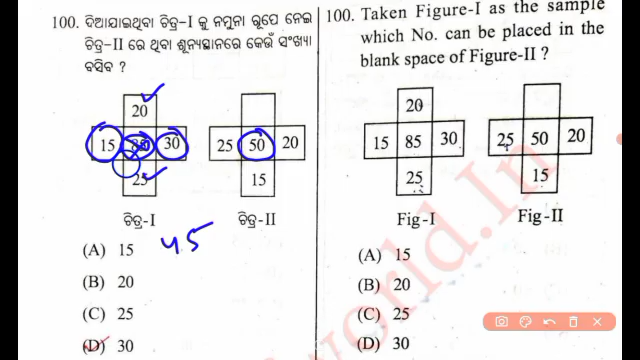 100. ଦିଆଯାଇଥିବା ଚିତ୍ର–I କୁ ନମୁନା ରୂପେ ନେଇ
ଚିତ୍ର–II ରେ ଥିବା ଶୂନ୍ୟସ୍ଥାନରେ କେଉଁ ସଂଖ୍ୟା
ବସିବ ?
20
15 85 30
25
ଚିତ୍ର–I
25 50 20
15
ଚିତ୍ର–II
(A) 15
(B) 20
(C) 25
(D) 30
45
100. Taken Figure-I as the sample
which No. can be placed in the
blank space of Figure-II ?
20
15 85 30
25
Fig-I
25 50 20
15
Fig-II
(A) 15
(B) 20
(C) 25
(D) 30
world.In